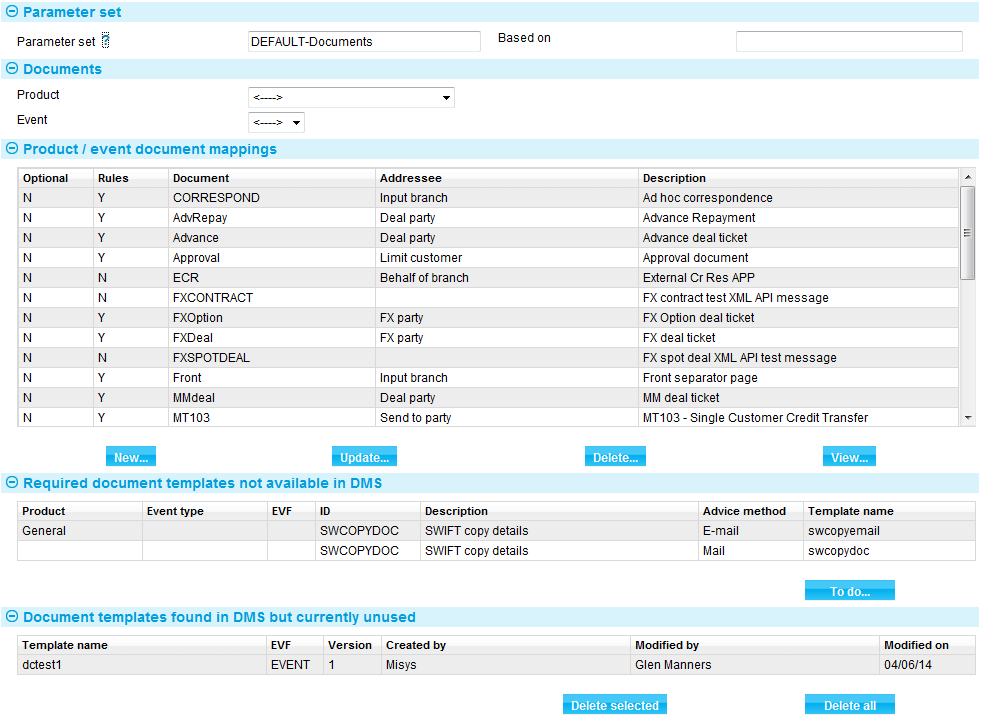 Parameter set
Parameter set DEFAULT-Documents Based on
Documents
Product <---->
Event <---->
Product / event document mappings
Optional Rules Document Addressee Description
N Y CORRESPOND Input branch Ad hoc correspondence
N Y AdvRepay Deal party Advance Repayment
N Y Advance Deal party Advance deal ticket
N Y Approval Limit customer Approval document
N N ECR Behalf of branch External Cr Res APP
N N FXCONTRACT FX contract test XML API message
N Y FXOption FX party FX Option deal ticket
N Y FXDeal FX party FX deal ticket
N N FXSPOTDEAL FX spot deal XML API test message
N Y Front Input branch Front separator page
N Y MMdeal Deal party MM deal ticket
N Y MT103 Send to party MT103 - Single Customer Credit Transfer
New... Update... Delete... View...
Required document templates not available in DMS
Product Event type EVF ID Description Advice method Template name
General SWCOPYDOC SWIFT copy details E-mail swcopyemail
SWCOPYDOC SWIFT copy details Mail swcopydoc
To do...
Document templates found in DMS but currently unused
Template name EVF Version Created by Modified by Modified on
dctest1 EVENT 1 Misys Glen Manners 04/06/14
Delete selected Delete all